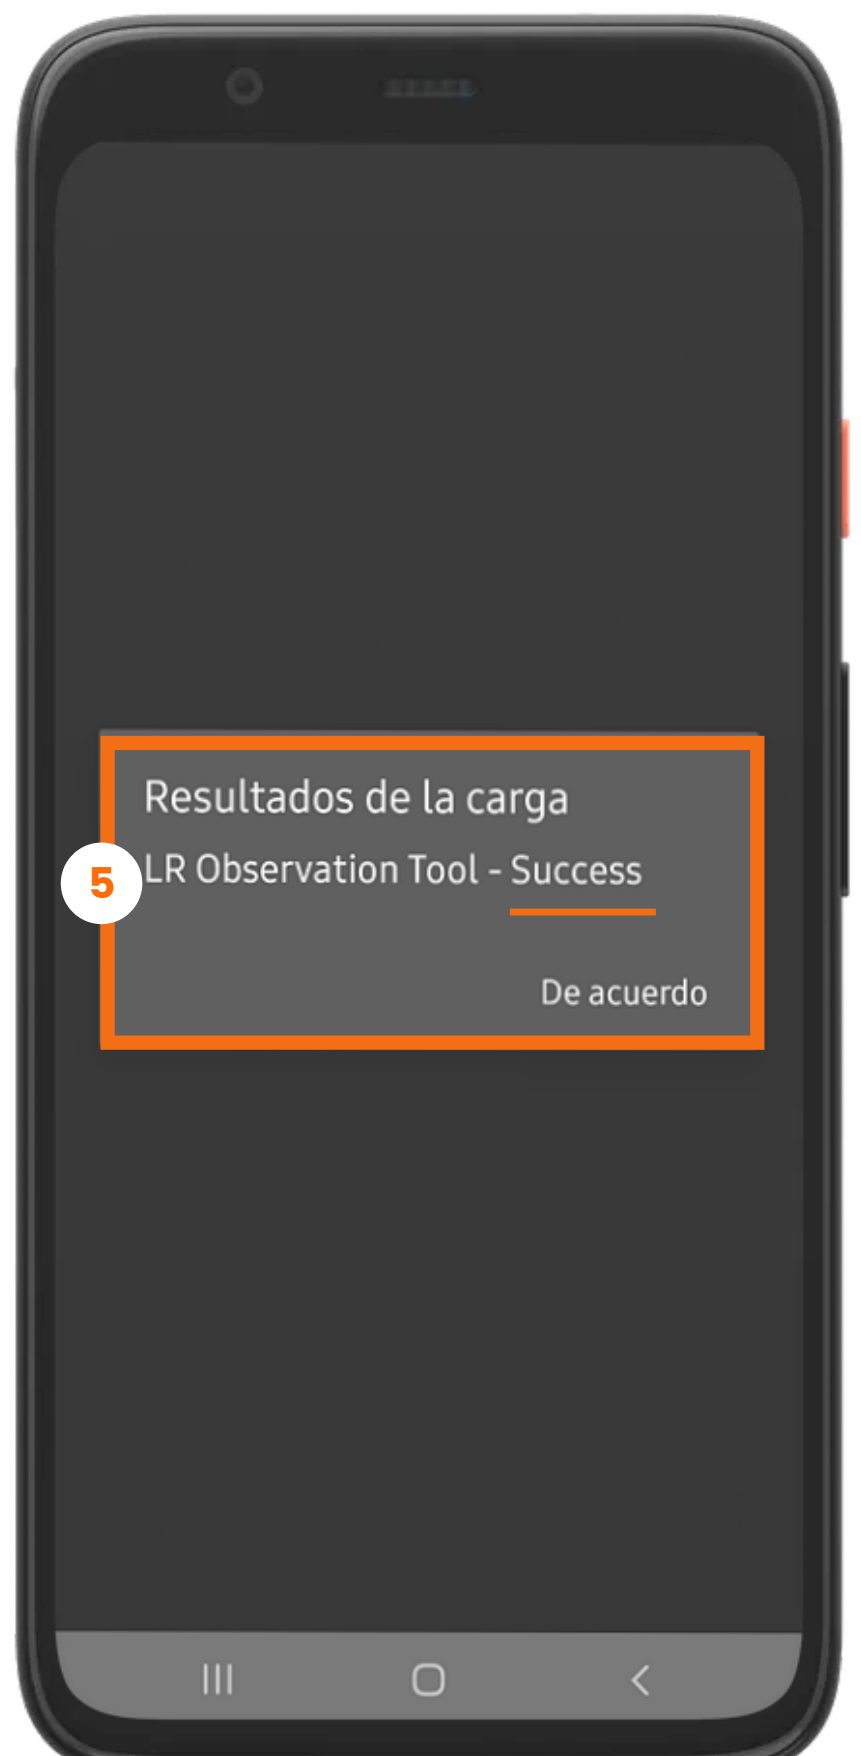 Resultados de la carga
5
LR Observation Tool - Success
De acuerdo